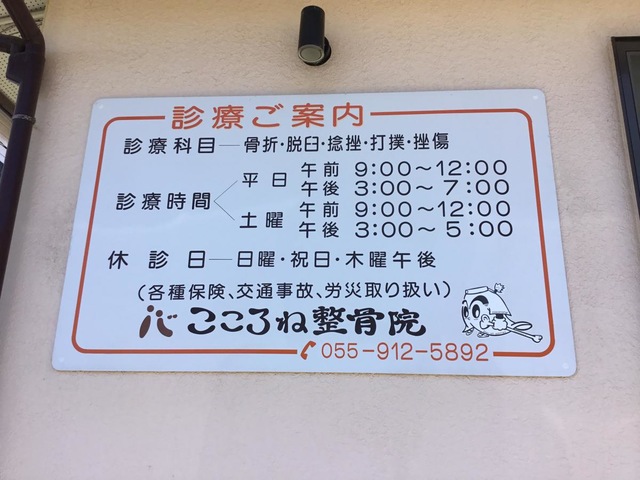 診療ご案内
診療科目―骨折・脱臼・捻挫・打撲・挫傷
診療時間
平日 午前 9:00〜12:00
午後 3:00〜7:00
土曜 午前 9:00〜12:00
午後 3:00〜5:00
休診日―日曜・祝日・木曜午後
(各種保険、交通事故、労災取り扱い)
こころね整骨院
055-912-5892